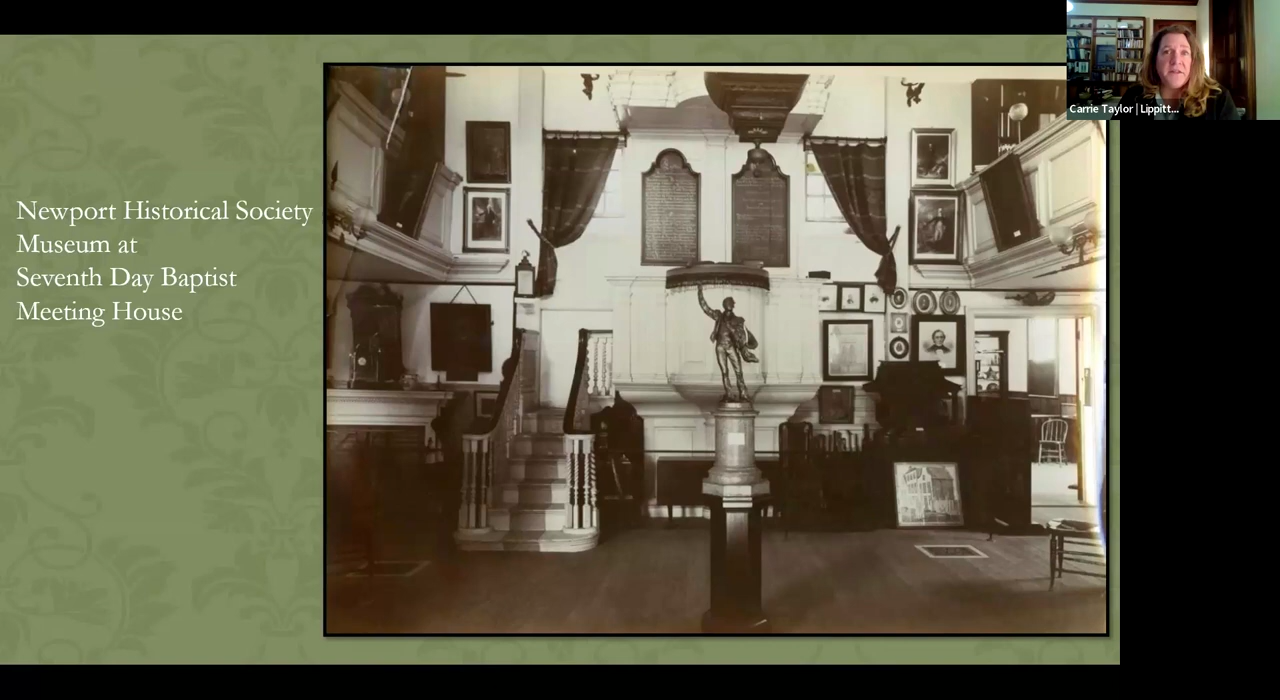 Newport Historical Society
Museum at
Seventh Day Baptist
Meeting House
Carrie Taylor | Lippitt...